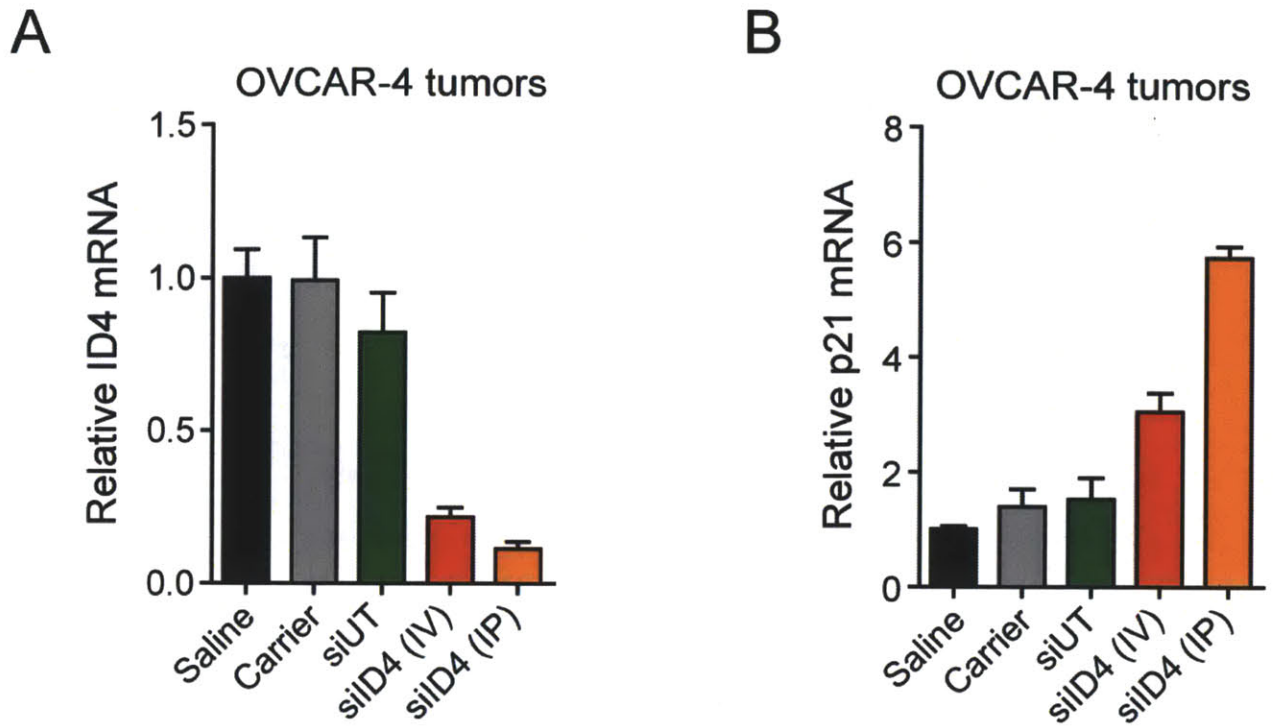 A
OVCAR-4 tumors
Relative ID4 mRNA
1.5
1.0
0.5
0.0
Saline
Carrier
siUT
siID4 (IV)
siID4 (IP)
B
OVCAR-4 tumors
Relative p21 mRNA
8
6
4
2
0
Saline
Carrier
siUT
siID4 (IV)
siID4 (IP)